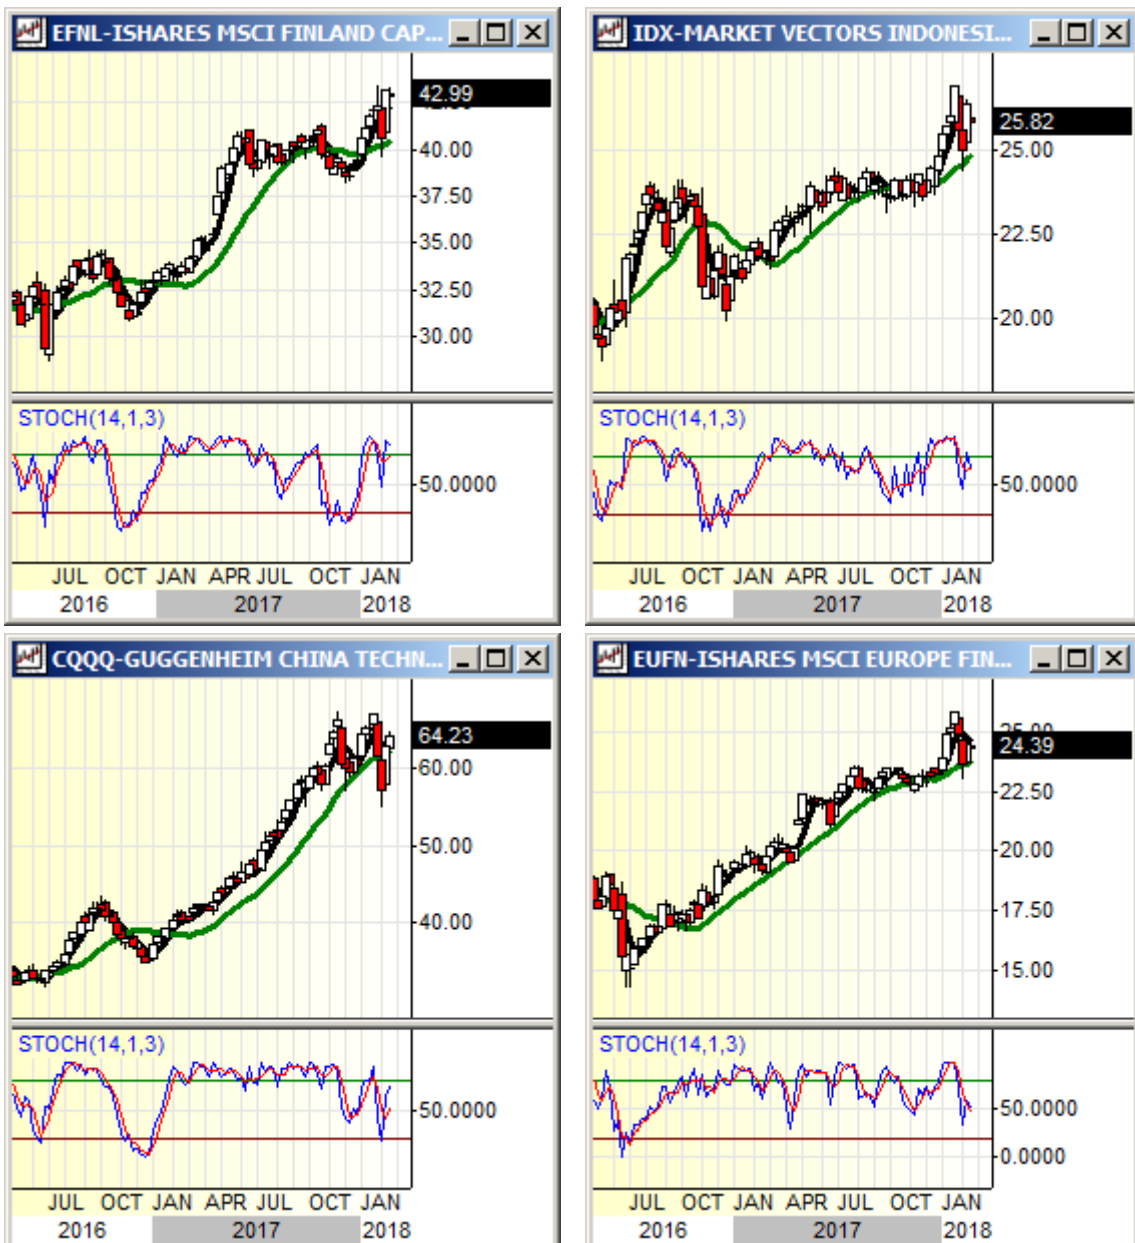 EFNL-ISHARES MSCI FINLAND CAP...
42.99
40.00
37.50
35.00
32.50
30.00
STOCH(14,1,3)
50.0000
JUL OCT JAN APR JUL OCT JAN
2016 2017 2018
IDX-MARKET VECTORS INDONESI...
25.82
25.00
22.50
20.00
STOCH(14,1,3)
50.0000
JUL OCT JAN APR JUL OCT JAN
2016 2017 2018
CQQQ-GUGGENHEIM CHINA TECHN...
64.23
60.00
50.00
40.00
STOCH(14,1,3)
50.0000
JUL OCT JAN APR JUL OCT JAN
2016 2017 2018
EUFN-ISHARES MSCI EUROPE FIN...
25.00
24.39
22.50
20.00
17.50
15.00
STOCH(14,1,3)
50.0000
0.0000
JUL OCT JAN APR JUL OCT JAN
2016 2017 2018